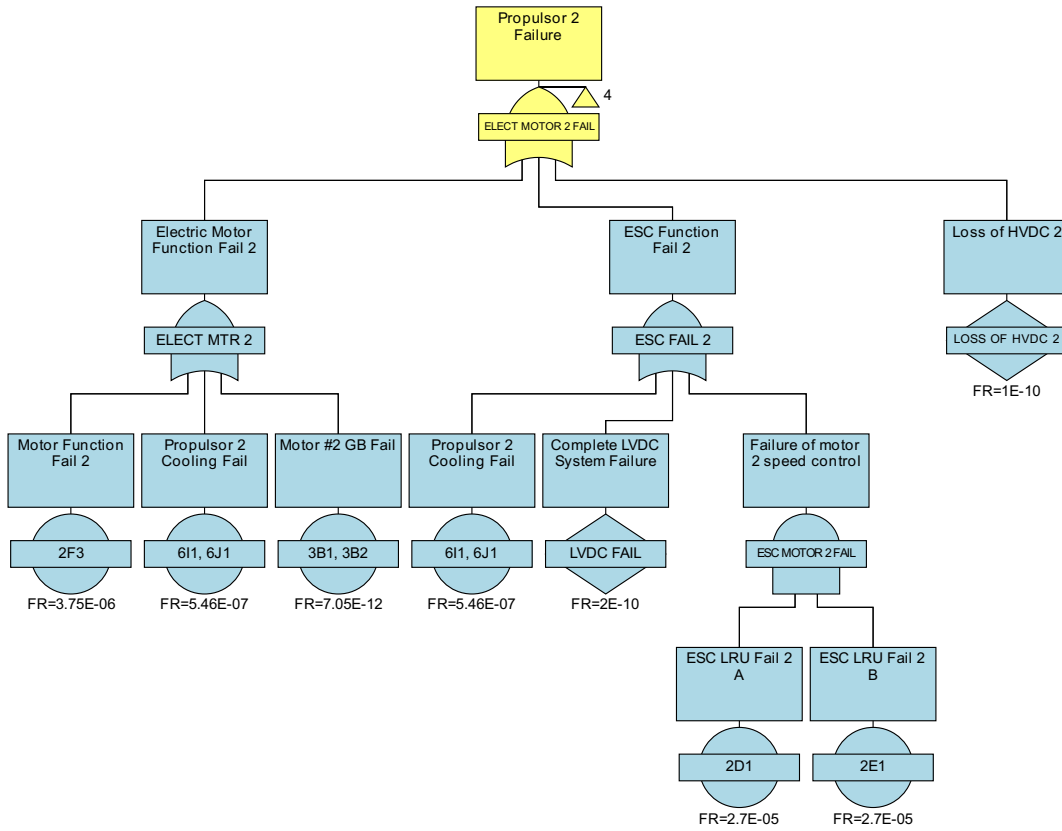 Propulsor 2
Failure
4
ELECT MOTOR 2 FAIL
Electric Motor
Function Fail 2
ESC Function
Fail 2
Loss of HVDC 2
ELECT MTR 2
ESC FAIL 2
LOSS OF HVDC 2
FR=1E-10
Motor Function
Fail 2
Propulsor 2
Cooling Fail
Motor #2 GB Fail
Propulsor 2
Cooling Fail
Complete LVDC
System Failure
Failure of motor
2 speed control
2F3
6I1, 6J1
3B1, 3B2
6I1, 6J1
LVDC FAIL
ESC MOTOR 2 FAIL
FR=3.75E-06
FR=5.46E-07
FR=7.05E-12
FR=5.46E-07
FR=2E-10
ESC LRU Fail 2
A
ESC LRU Fail 2
B
2D1
2E1
FR=2.7E-05
FR=2.7E-05